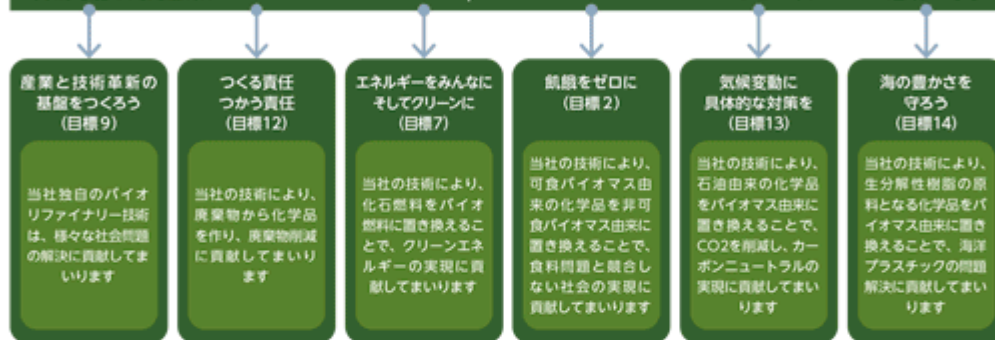 産業と技術革新の
基盤をつくろう
(目標9)
当社独自のバイオ
リファイナリー技術
は、様々な社会問題
の解決に貢献してま
いります
つくる責任
つかう責任
(目標12)
当社の技術により、
廃棄物から化学品
を作り、廃棄物削減
に貢献してまいり
ます
エネルギーをみんなに
そしてクリーンに
(目標7)
当社の技術により、
化石燃料をバイオ
燃料に置き換えるこ
とで、クリーンエネ
ルギーの実現に貢
献してまいります
飢餓をゼロに
(目標2)
当社の技術により、
可食バイオマス由
来の化学品を非可
食バイオマス由来に
置き換えることで、
食料問題と競合し
ない社会の実現に
貢献してまいります
気候変動に
具体的な対策を
(目標13)
当社の技術により、
石油由来の化学品
をバイオマス由来に
置き換えることで、
CO2を削減し、カー
ボンニュートラルの
実現に貢献してまい
ります
海の豊かさを
守ろう
(目標14)
当社の技術により、
生分解性樹脂の原
料となる化学品をバ
イオマス由来に置き
換えることで、海洋
プラスチックの問題
解決に貢献してまい
ります